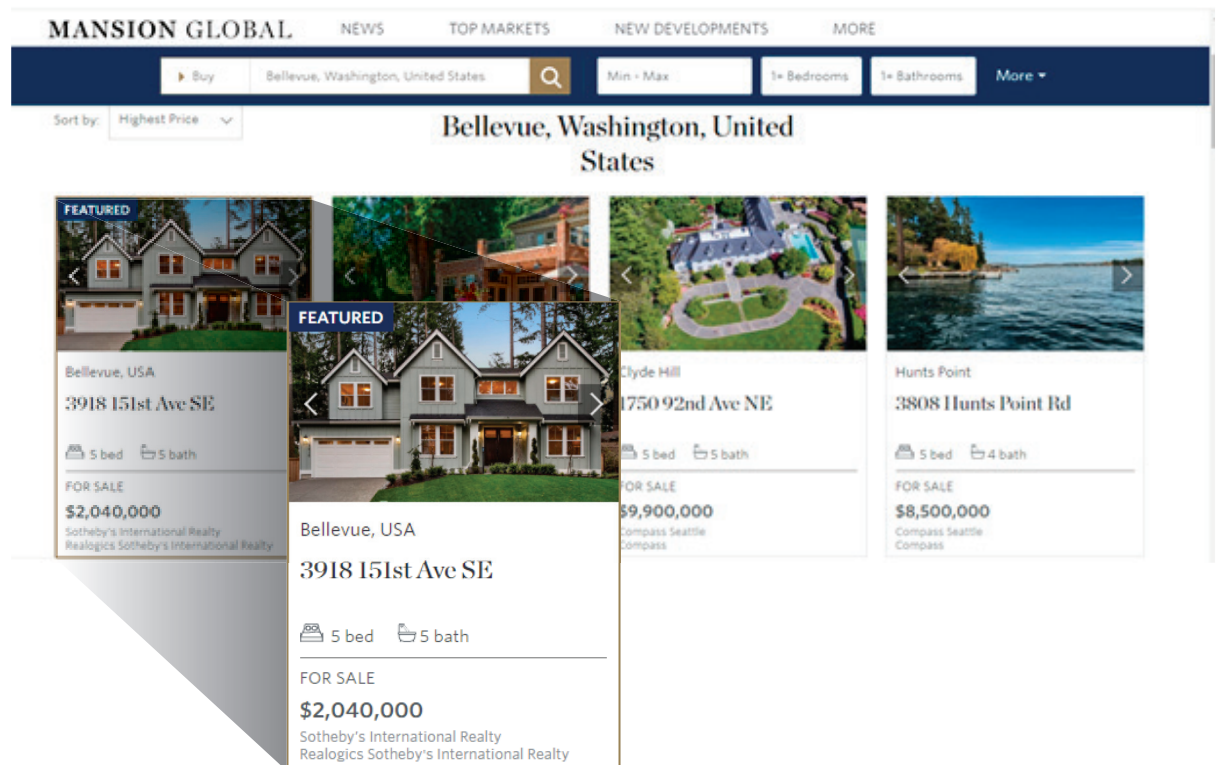 MANSION GLOBAL NEWS TOP MARKETS NEW DEVELOPMENTS MORE
Buy Bellevue, Washington, United States Min - Max 1+ Bedrooms 1+ Bathrooms More
Sort by: Highest Price
Bellevue, Washington, United
States
FEATURED
Bellevue, USA
3918 151st Ave SE
5 bed 5 bath
FOR SALE
$2,040,000
Sotheby's International Realty
Realogics Sotheby's International Realty
FEATURED
Bellevue, USA
3918 151st Ave SE
5 bed 5 bath
FOR SALE
$2,040,000
Sotheby's International Realty
Realogics Sotheby's International Realty
Clyde Hill
1750 92nd Ave NE
5 bed 5 bath
FOR SALE
$9,900,000
Compass Seattle
Compass
Hunts Point
3808 Hunts Point Rd
5 bed 4 bath
FOR SALE
$8,500,000
Compass Seattle
Compass